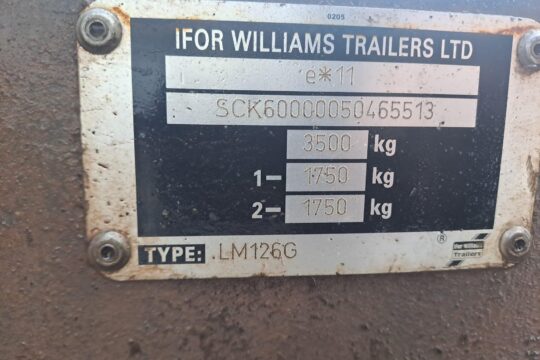 0205
IFOR WILLIAMS TRAILERS LTD
e*11
SCK60000050465513
3500 kg
1– 1750 kg
2– 1750 kg
TYPE: LM126G
®
Ifor Williams
Trailers